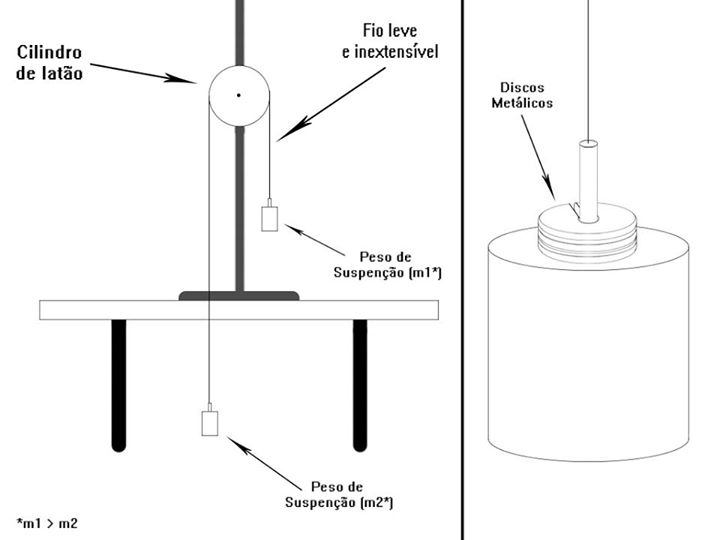 Cilindro
de latão
Fio leve
e inextensível
Peso de
Suspenção (m1*)
Peso de
Suspenção (m2*)
*m1 > m2
Discos
Metálicos